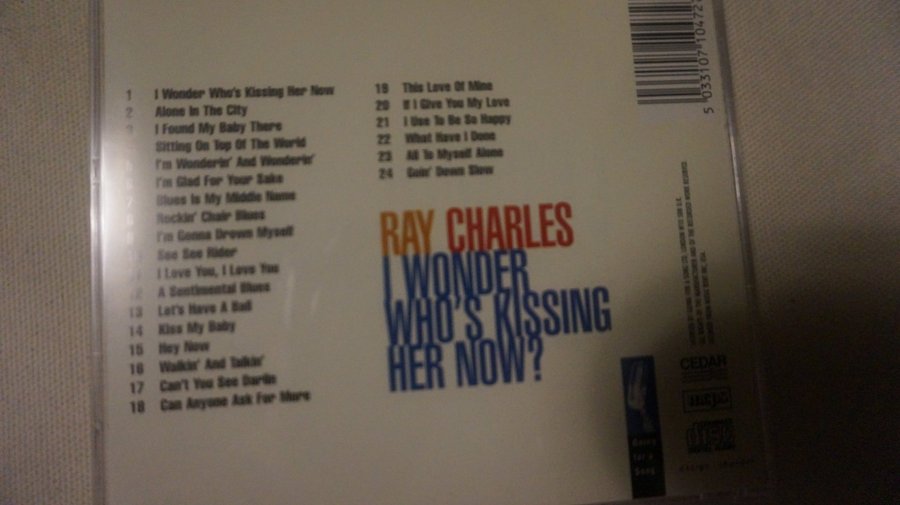 1 I Wonder Who's Kissing Her Now
2 Alone In The City
3 I Found My Baby There
Sitting On Top Of The World
I'm Wonderin' And Wonderin'
I'm Glad For Your Sake
Blues Is My Middle Name
Rockin' Chair Blues
I'm Gonna Drown Myself
See See Rider
I Love You, I Love You
12 A Sentimental Blues
13 Let's Have A Ball
14 Kiss My Baby
15 Hey Now
16 Walkin' And Talkin'
17 Can't You See Darlin
18 Can Anyone Ask For More
19 This Love Of Mine
20 If I Give You My Love
21 I Use To Be So Happy
22 What Have I Done
23 All To Myself Alone
24 Goin' Down Slow
RAY CHARLES
I WONDER
WHO'S KISSING
HER NOW?
5 033107 10472
CEDAR
Going
for a
Song